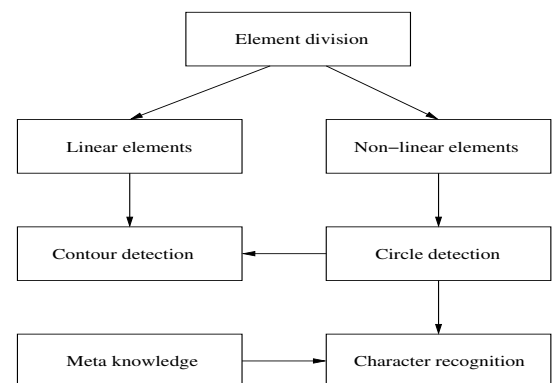 Element division
Linear elements
Non−linear elements
Contour detection
Circle detection
Meta knowledge
Character recognition